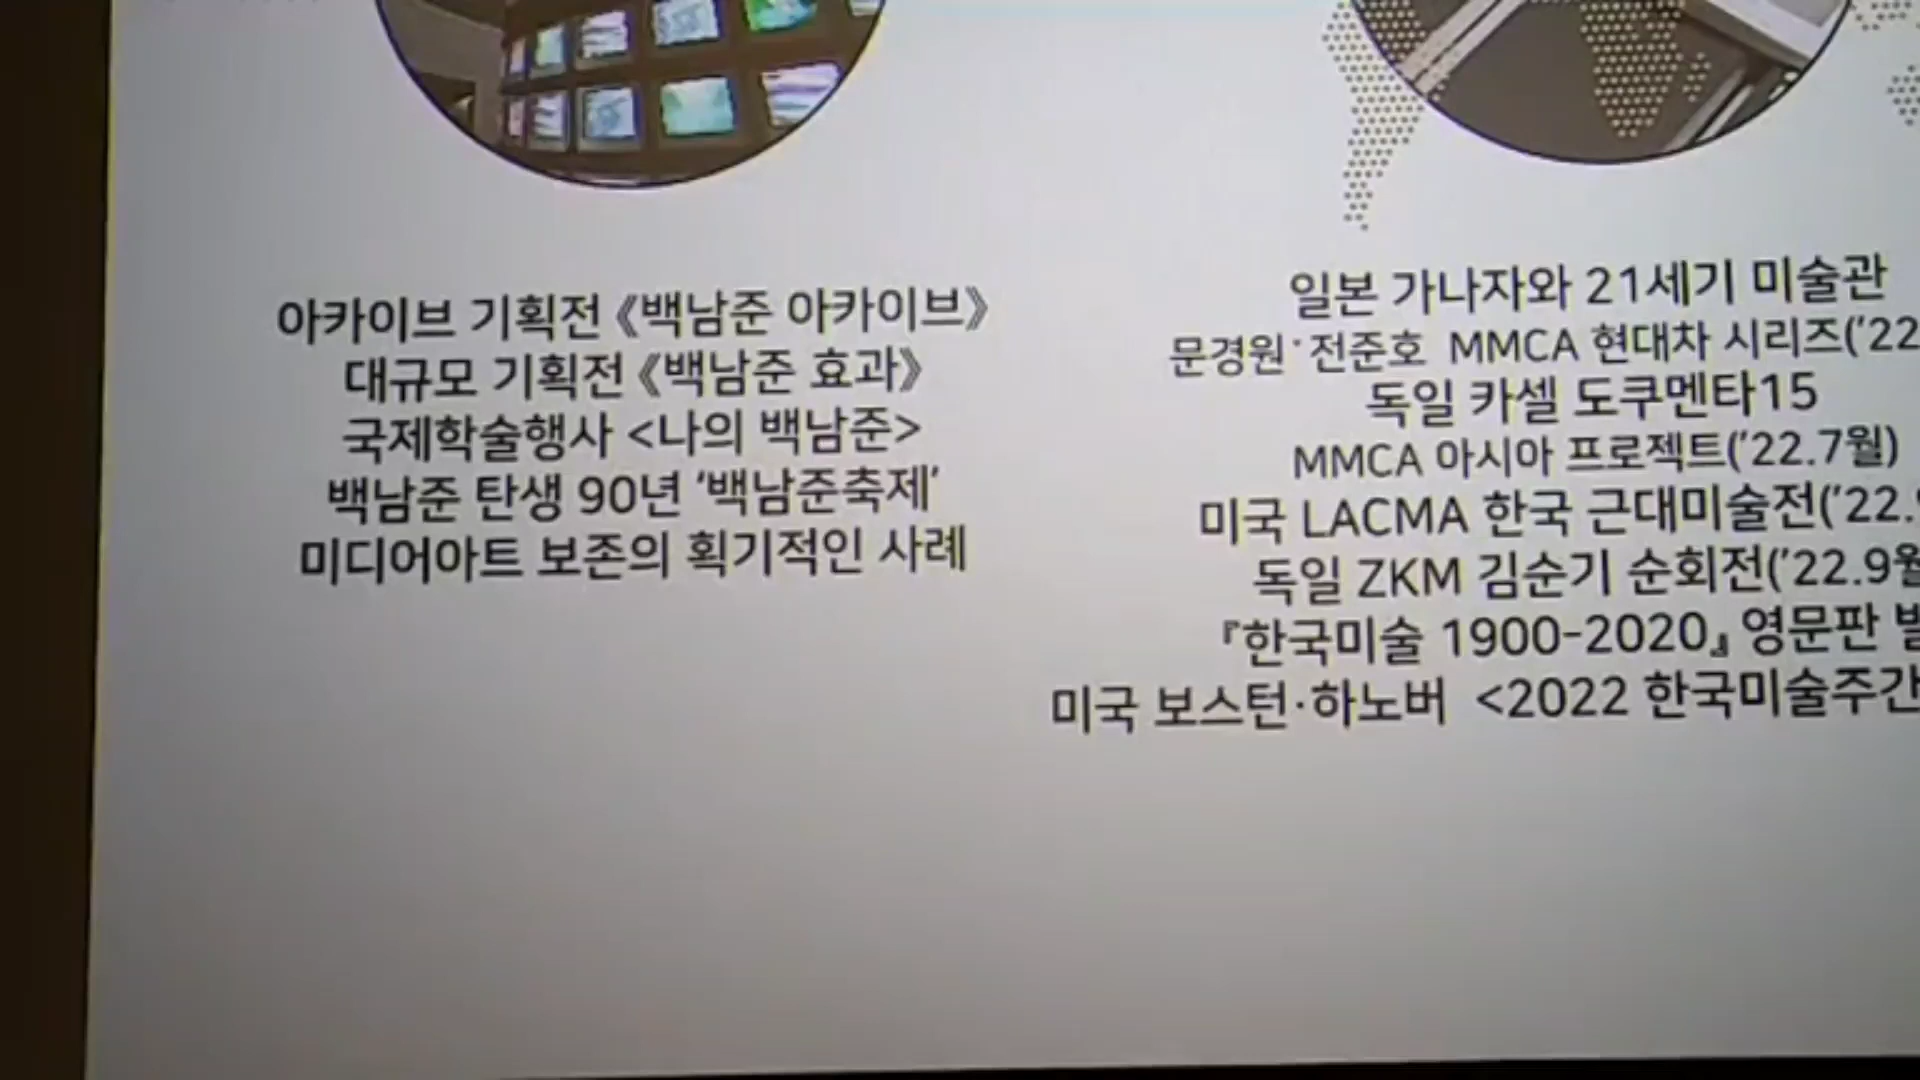 아카이브 기획전 《백남준 아카이브》
대규모 기획전 《백남준 효과》
국제학술행사 <나의 백남준>
백남준 탄생 90년 ‘백남준축제’
미디어아트 보존의 획기적인 사례
일본 가나자와 21세기 미술관
문경원·전준호 MMCA 현대차 시리즈(’22
독일 카셀 도쿠멘타15
MMCA 아시아 프로젝트(’22.7월)
미국 LACMA 한국 근대미술전(’22.9
독일 ZKM 김순기 순회전(’22.9월
『한국미술 1900-2020』 영문판
미국 보스턴·하노버 <2022 한국미술주간